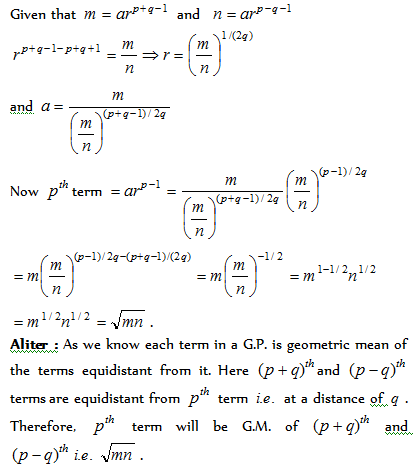 Given that m = ar^{p+q−1} and n = ar^{p−q−1}
r^{p+q−1−p+q+1} = \frac{m}{n} ⇒ r = \left(\frac{m}{n}\right)^{1/(2q)}
and a = \frac{m}{\left(\frac{m}{n}\right)^{(p+q−1)/2q}}
Now p^{th} term = ar^{p−1} = \frac{m}{\left(\frac{m}{n}\right)^{(p+q−1)/2q}} \left(\frac{m}{n}\right)^{(p−1)/2q}
= m\left(\frac{m}{n}\right)^{(p−1)/2q−(p+q−1)/(2q)} = m\left(\frac{m}{n}\right)^{−1/2} = m^{1−1/2}n^{1/2}
= m^{1/2}n^{1/2} = \sqrt{mn} .
Aliter : As we know each term in a G.P. is geometric mean of
the terms equidistant from it. Here (p + q)^{th} and (p − q)^{th}
terms are equidistant from p^{th} term i.e. at a distance of q .
Therefore, p^{th} term will be G.M. of (p + q)^{th} and
(p − q)^{th} i.e. \sqrt{mn} .